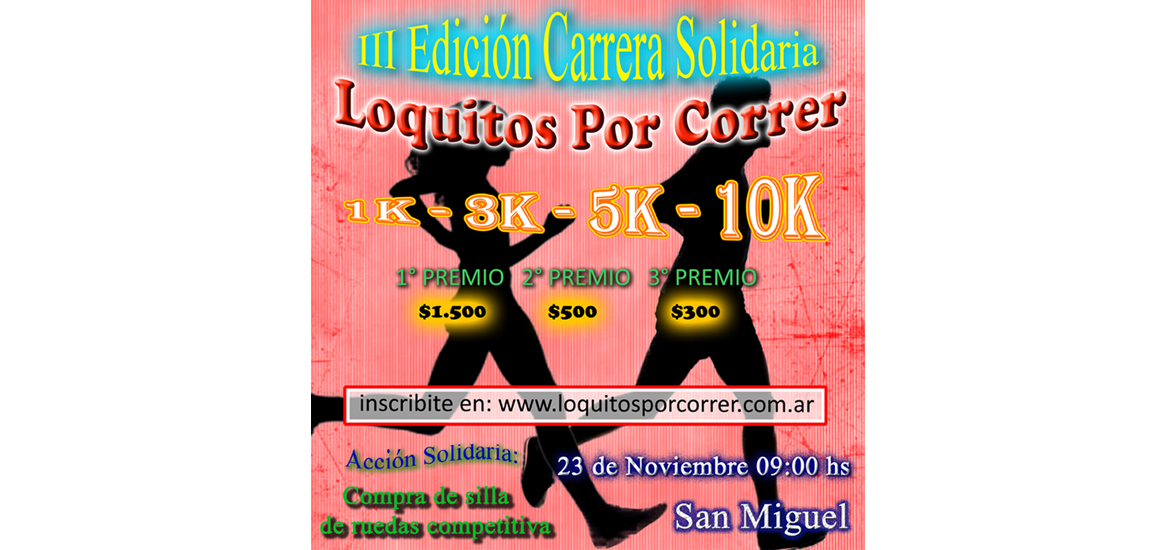 III Edición Carrera Solidaria
Loquitos Por Correr
1K - 3K - 5K - 10K
1° PREMIO 2° PREMIO 3° PREMIO
$1.500 $500 $300
inscribite en: www.loquitosporcorrer.com.ar
Acción Solidaria:
Compra de silla
de ruedas competitiva
23 de Noviembre 09:00 hs
San Miguel